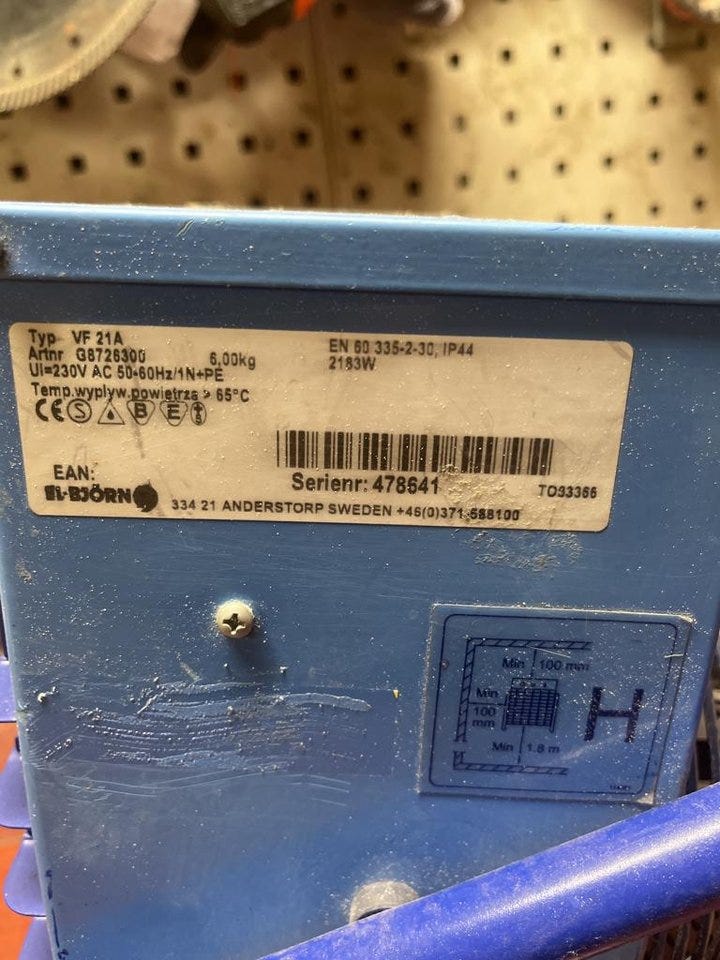 Typ VF 21A
Artnr G8726300 6,00kg
UI=230V AC 50-60Hz/1N+PE
Temp.wyplyw.powietrza > 65°C
EN 60 335-2-30, IP44
2183W
CE S B E
EAN:
Serienr: 478641
TO33366
EL-BJÖRN
334 21 ANDERSTORP SWEDEN +46(0)371-588100
Min 100 mm
Min
100
mm
H
Min 1.8 m